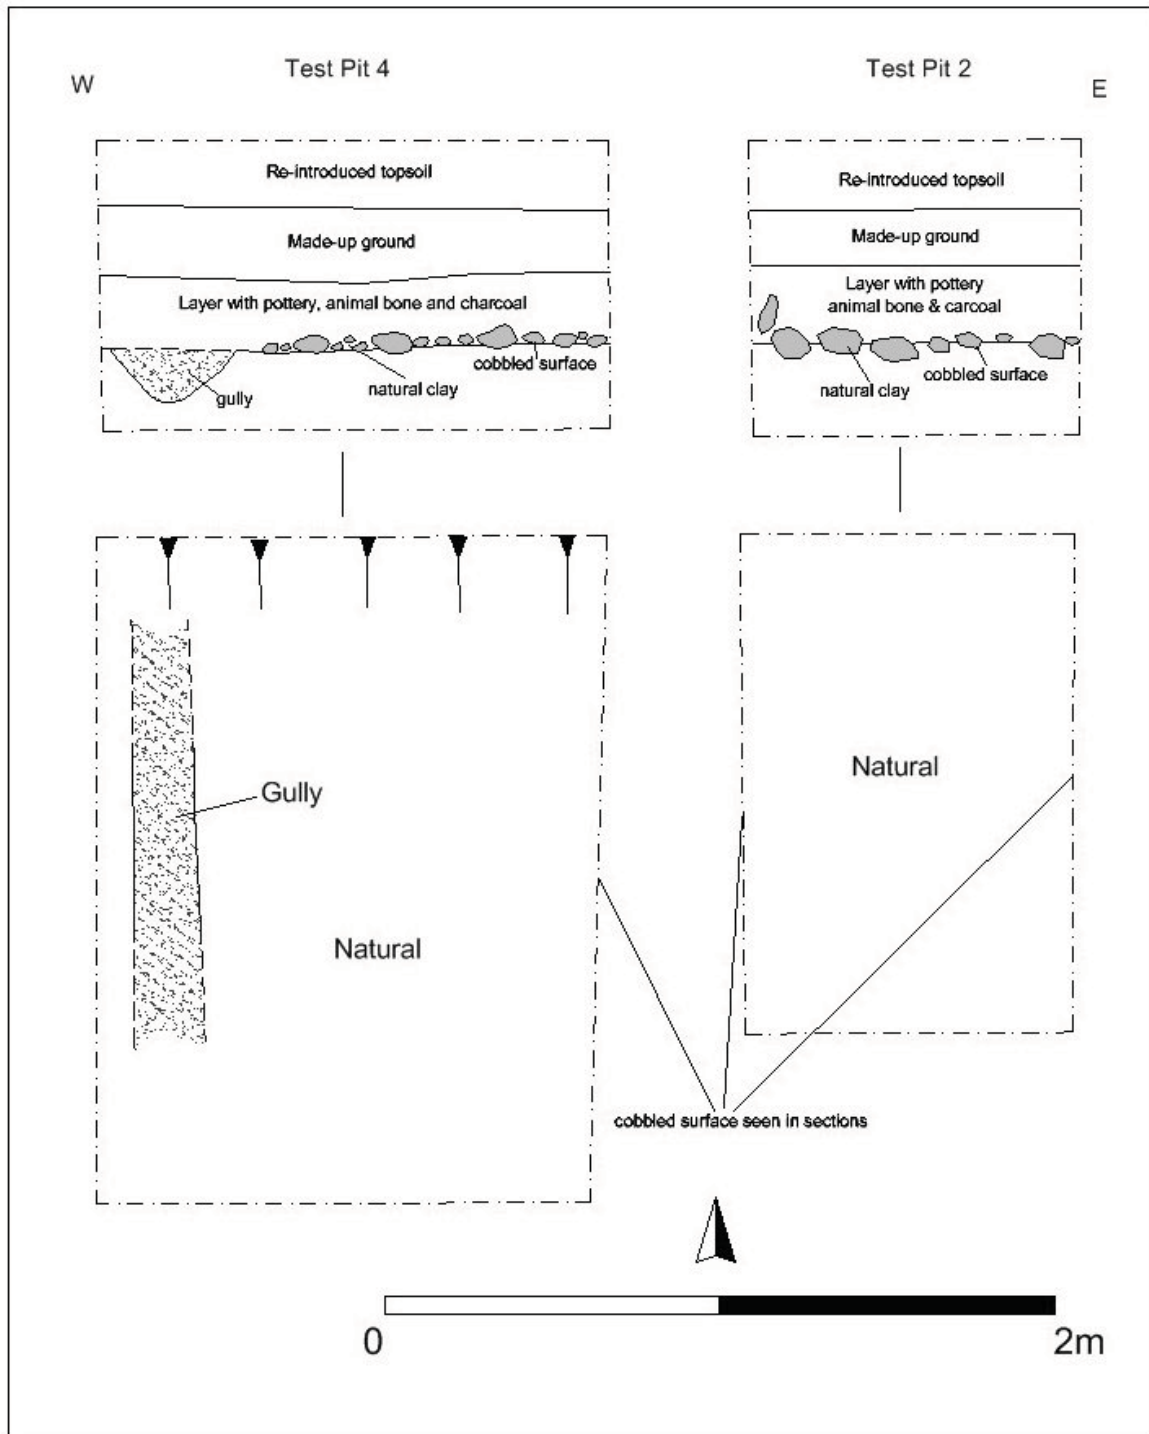 Test Pit 4
Test Pit 2
W
E
Re-introduced topsoil
Made-up ground
Layer with pottery, animal bone and charcoal
cobbled surface
natural clay
gully
Re-introduced topsoil
Made-up ground
Layer with pottery
animal bone & carcoal
cobbled surface
natural clay
Gully
Natural
Natural
cobbled surface seen in sections
0
2m